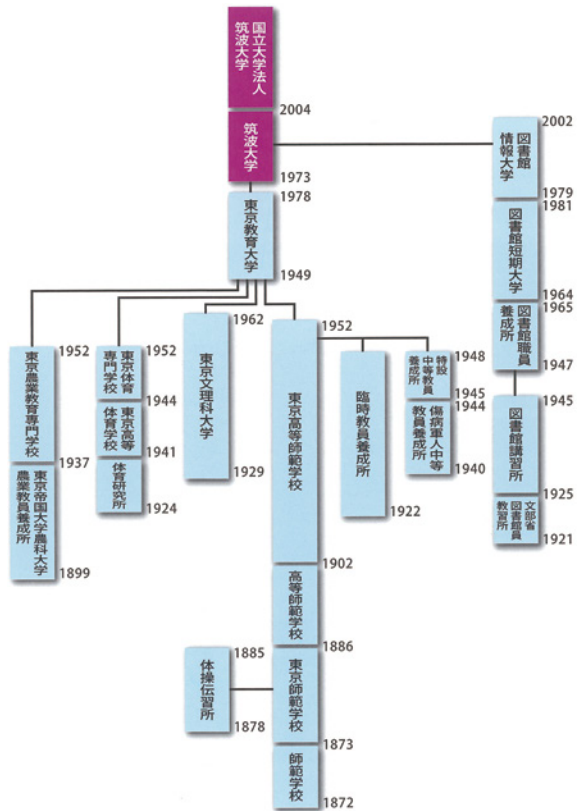 国立大学法人
筑波大学
2004
筑波大学
1973
2002
図書館
情報大学
1979
1978
東京教育大学
1949
1981
図書館短期大学
1964
1965
図書館職員
養成所
1947
1952
東京農業教育専門学校
1937
東京帝国大学農科大学
農業教員養成所
1899
1952
東京体育
専門学校
1944
東京高等
体育学校
1941
体育研究所
1924
1962
東京文理科大学
1929
1952
東京高等師範学校
1902
高等師範学校
1886
東京師範学校
1873
師範学校
1872
1885
体操伝習所
1878
臨時教員養成所
1922
1948
特設
中等教員
養成所
1945
1944
傷病軍人中等
教員養成所
1940
1945
図書館講習所
1925
文部省
図書館員
教習所
1921